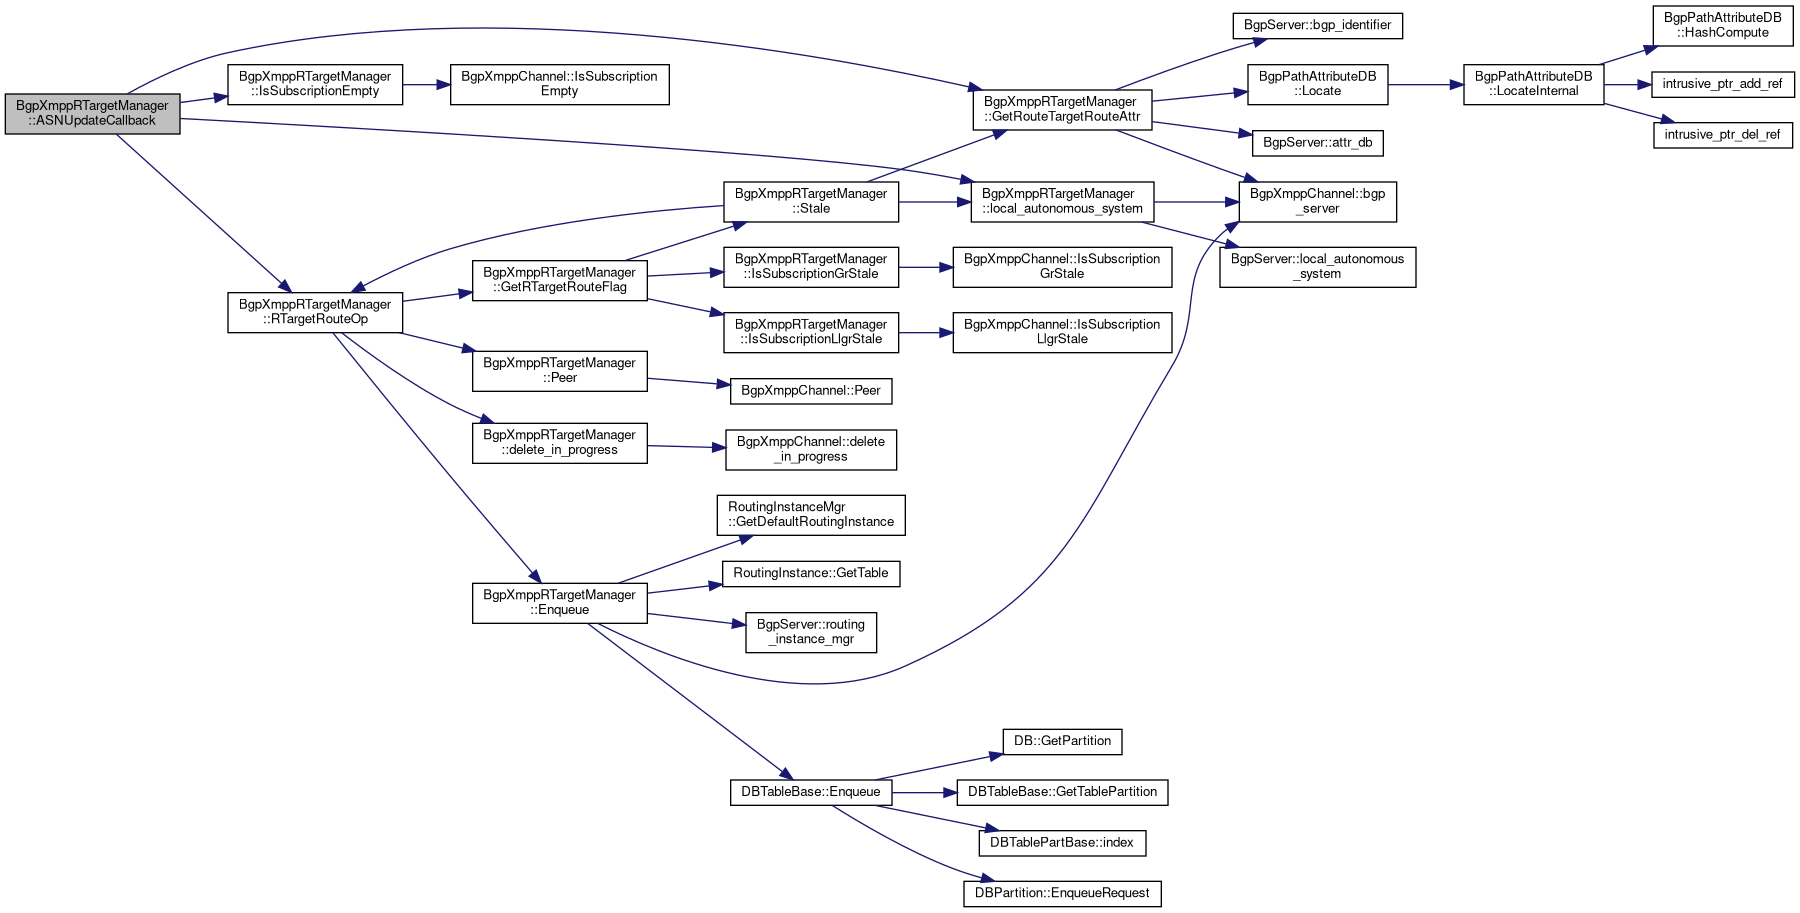 BgpXmppRTargetManager
::ASNUpdateCallback
BgpXmppRTargetManager
::IsSubscriptionEmpty
BgpXmppChannel::IsSubscription
Empty
BgpXmppRTargetManager
::GetRouteTargetRouteAttr
BgpServer::bgp_identifier
BgpPathAttributeDB
::Locate
BgpPathAttributeDB
::LocateInternal
BgpPathAttributeDB
::HashCompute
intrusive_ptr_add_ref
intrusive_ptr_del_ref
BgpServer::attr_db
BgpXmppChannel::bgp
_server
BgpXmppRTargetManager
::local_autonomous_system
BgpServer::local_autonomous
_system
BgpXmppRTargetManager
::RTargetRouteOp
BgpXmppRTargetManager
::GetRTargetRouteFlag
BgpXmppRTargetManager
::Stale
BgpXmppRTargetManager
::IsSubscriptionGrStale
BgpXmppChannel::IsSubscription
GrStale
BgpXmppRTargetManager
::IsSubscriptionLlgrStale
BgpXmppChannel::IsSubscription
LlgrStale
BgpXmppRTargetManager
::Peer
BgpXmppChannel::Peer
BgpXmppRTargetManager
::delete_in_progress
BgpXmppChannel::delete
_in_progress
BgpXmppRTargetManager
::Enqueue
RoutingInstanceMgr
::GetDefaultRoutingInstance
RoutingInstance::GetTable
BgpServer::routing
_instance_mgr
DBTableBase::Enqueue
DB::GetPartition
DBTableBase::GetTablePartition
DBTablePartBase::index
DBPartition::EnqueueRequest